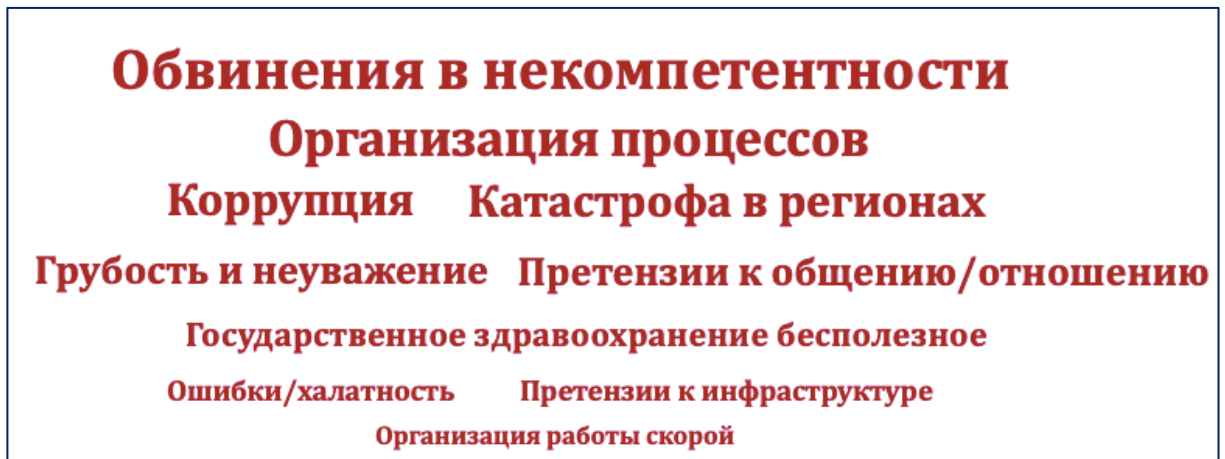 Обвинения в некомпетентности
Организация процессов
Коррупция Катастрофа в регионах
Грубость и неуважение Претензии к общению/отношению
Государственное здравоохранение бесполезное
Ошибки/халатность Претензии к инфраструктуре
Организация работы скорой